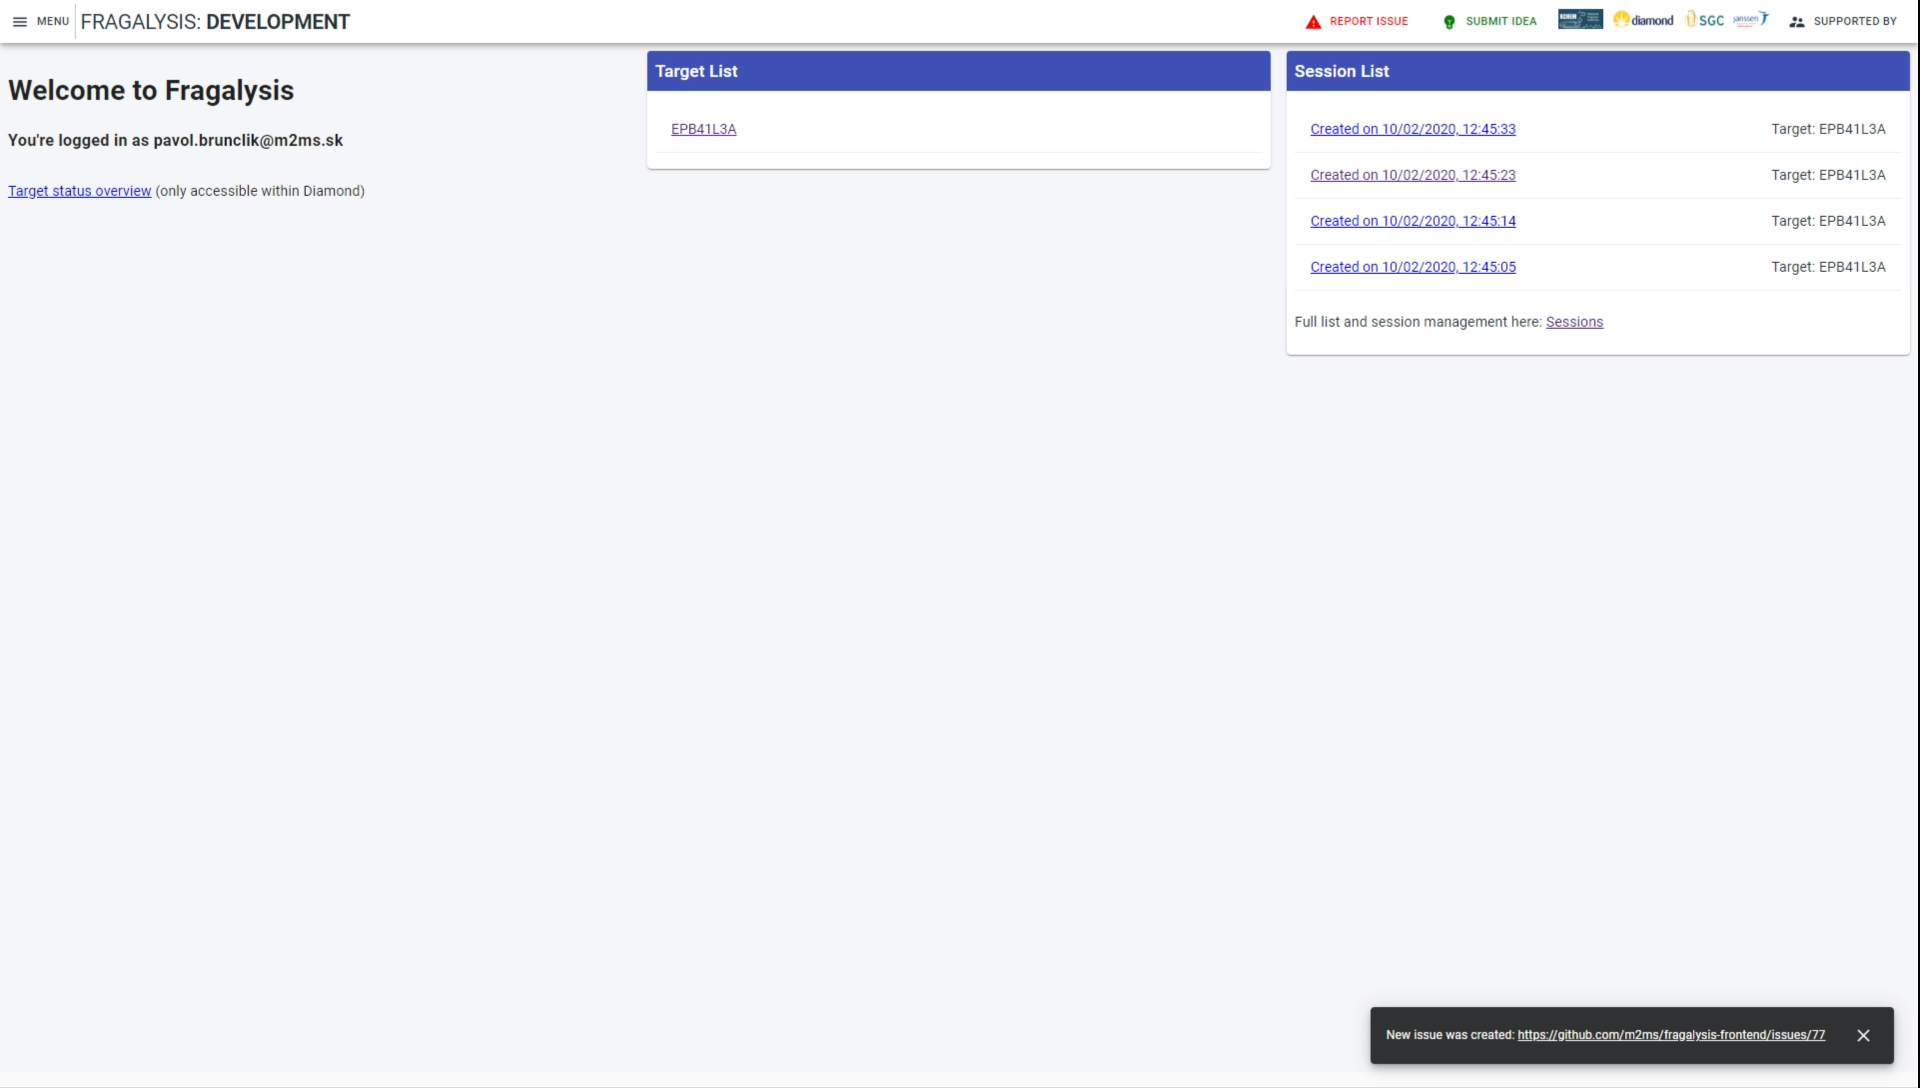 MENU
FRAGALYSIS: DEVELOPMENT
REPORT ISSUE
SUBMIT IDEA
diamond
SGC
janssen
SUPPORTED BY
Welcome to Fragalysis
You're logged in as pavol.brunclik@m2ms.sk
Target status overview (only accessible within Diamond)
Target List
EPB41L3A
Session List
Created on 10/02/2020, 12:45:33 Target: EPB41L3A
Created on 10/02/2020, 12:45:23 Target: EPB41L3A
Created on 10/02/2020, 12:45:14 Target: EPB41L3A
Created on 10/02/2020, 12:45:05 Target: EPB41L3A
Full list and session management here: Sessions
New issue was created: https://github.com/m2ms/fragalysis-frontend/issues/77